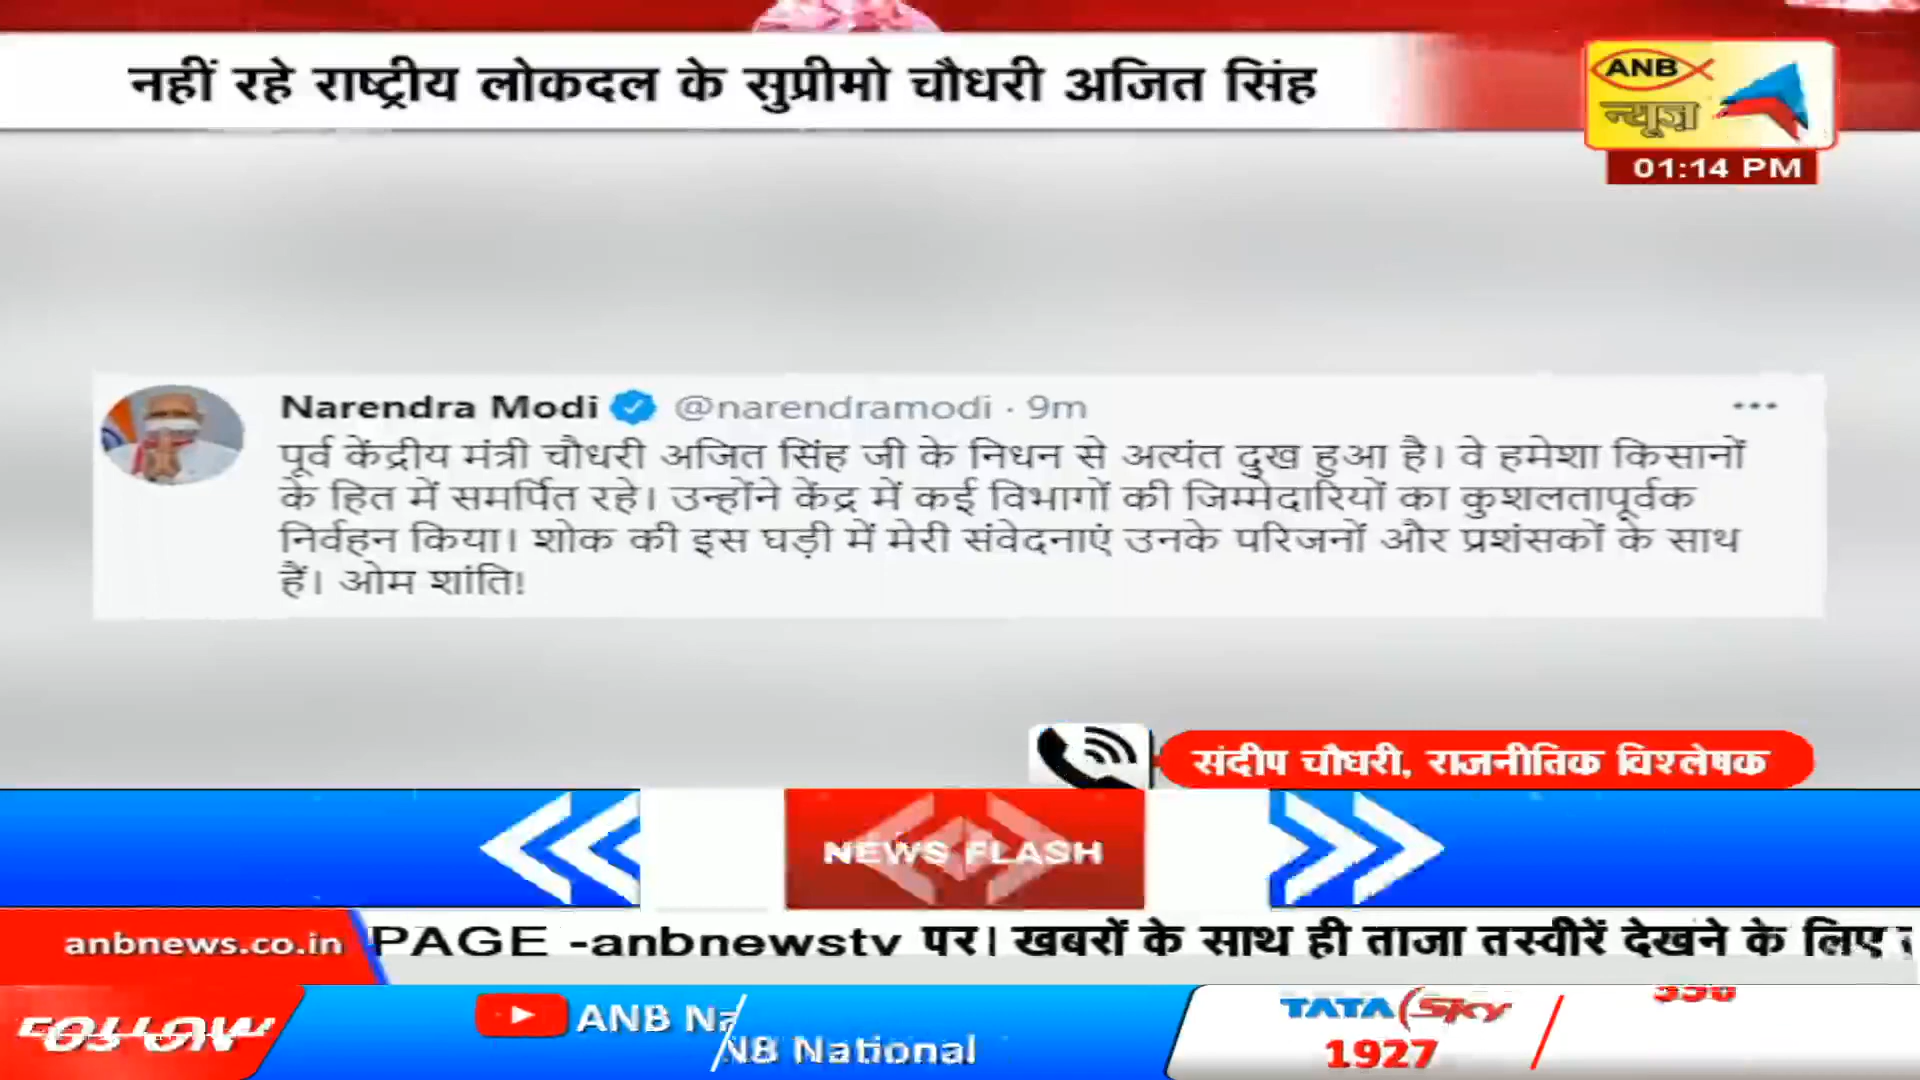 नहीं रहे राष्ट्रीय लोकदल के सुप्रीमो चौधरी अजित सिंह
ANB
न्यूज़
01:14 PM
Narendra Modi @narendramodi · 9m
पूर्व केंद्रीय मंत्री चौधरी अजित सिंह जी के निधन से अत्यंत दुख हुआ है। वे हमेशा किसानों
के हित में समर्पित रहे। उन्होंने केंद्र में कई विभागों की जिम्मेदारियों का कुशलतापूर्वक
निर्वहन किया। शोक की इस घड़ी में मेरी संवेदनाएं उनके परिजनों और प्रशंसकों के साथ
हैं। ओम शांति!
संदीप चौधरी, राजनीतिक विश्लेषक
NEWS FLASH
anbnews.co.in PAGE -anbnewstv पर। खबरों के साथ ही ताजा तस्वीरें देखने के लिए
FOLLOW
ANB
National
TATA Sky
1927